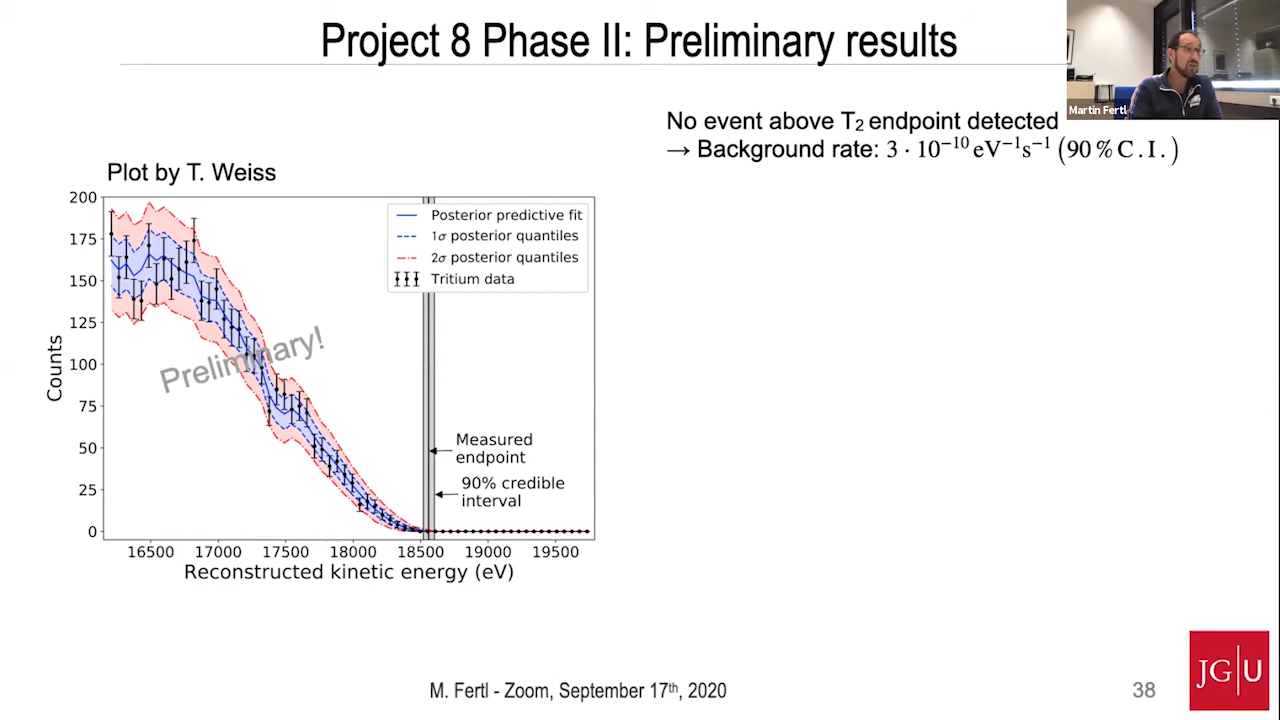 Project 8 Phase II: Preliminary results
Martin Fertl
No event above T₂ endpoint detected
→ Background rate: 3 · 10⁻¹⁰ eV⁻¹s⁻¹ (90 % C . I . )
Plot by T. Weiss
200
175
150
125
100
75
50
25
0
Counts
Posterior predictive fit
1σ posterior quantiles
2σ posterior quantiles
Tritium data
Preliminary!
Measured
endpoint
90% credible
interval
16500 17000 17500 18000 18500 19000 19500
Reconstructed kinetic energy (eV)
M. Fertl - Zoom, September 17th, 2020
38
JG|U